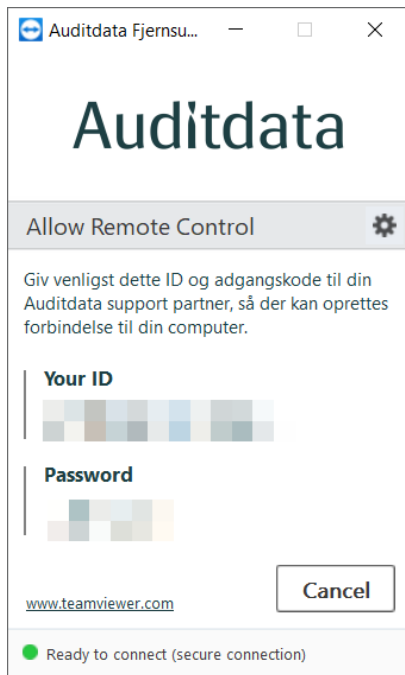 Auditdata Fjernsu...
Auditdata
Allow Remote Control
Giv venligst dette ID og adgangskode til din
Auditdata support partner, så der kan oprettes
forbindelse til din computer.
Your ID
Password
Cancel
www.teamviewer.com
Ready to connect (secure connection)